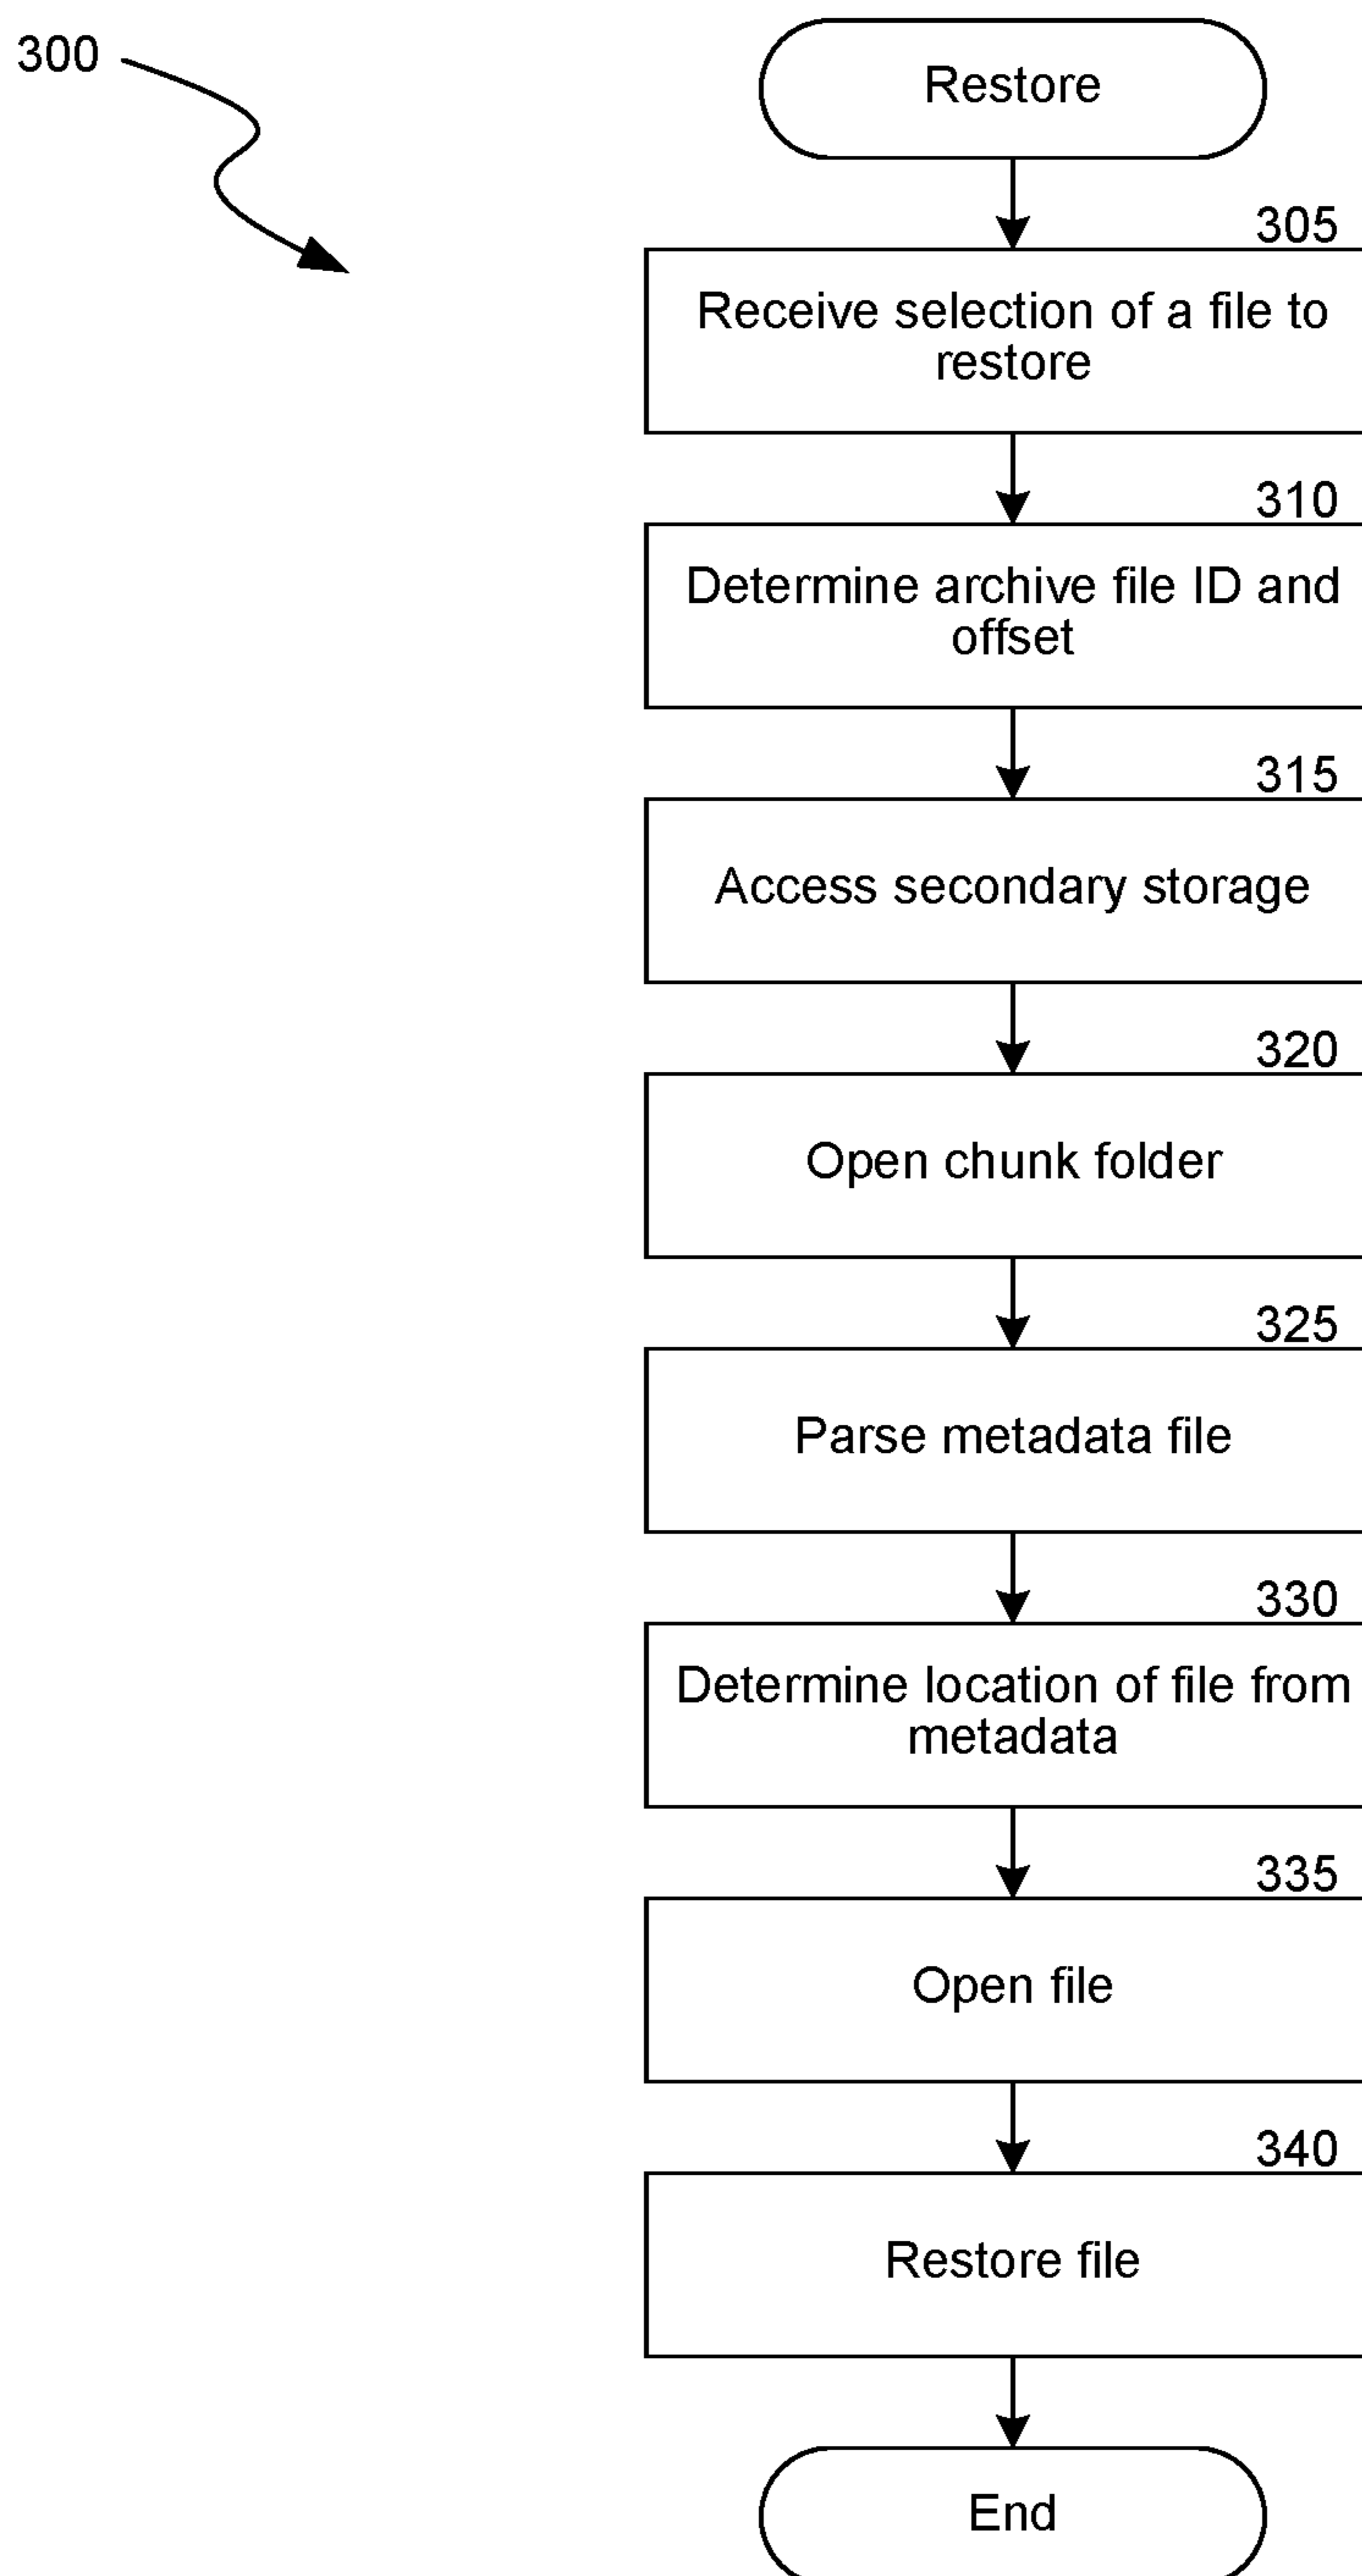 300
Restore
305
Receive selection of a file to
restore
310
Determine archive file ID and
offset
315
Access secondary storage
320
Open chunk folder
325
Parse metadata file
330
Determine location of file from
metadata
335
Open file
340
Restore file
End